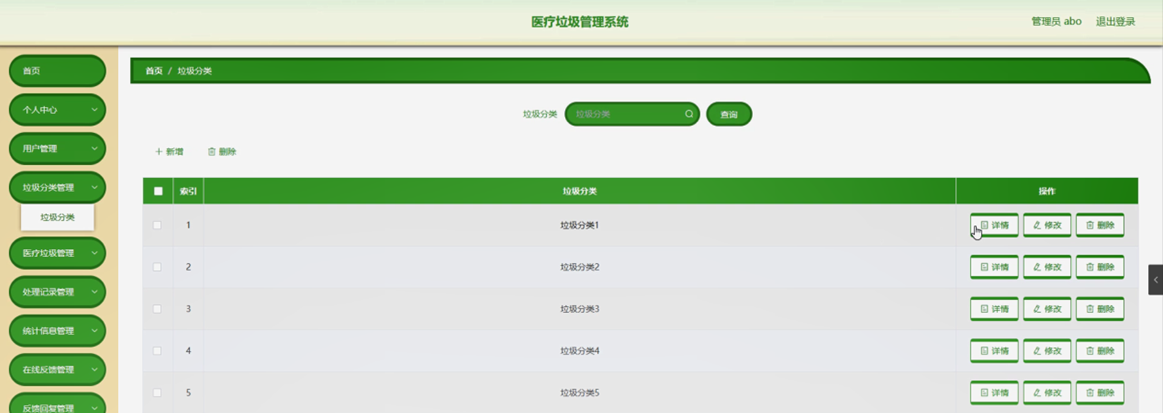 医疗垃圾管理系统
管理员 abo 退出登录
首页
个人中心
用户管理
垃圾分类管理
垃圾分类
医疗垃圾管理
处理记录管理
统计信息管理
在线反馈管理
反馈回复管理
首页 / 垃圾分类
垃圾分类 垃圾分类 查询
新增 删除
索引 垃圾分类 操作
1 垃圾分类1 详情 修改 删除
2 垃圾分类2 详情 修改 删除
3 垃圾分类3 详情 修改 删除
4 垃圾分类4 详情 修改 删除
5 垃圾分类5 详情 修改 删除